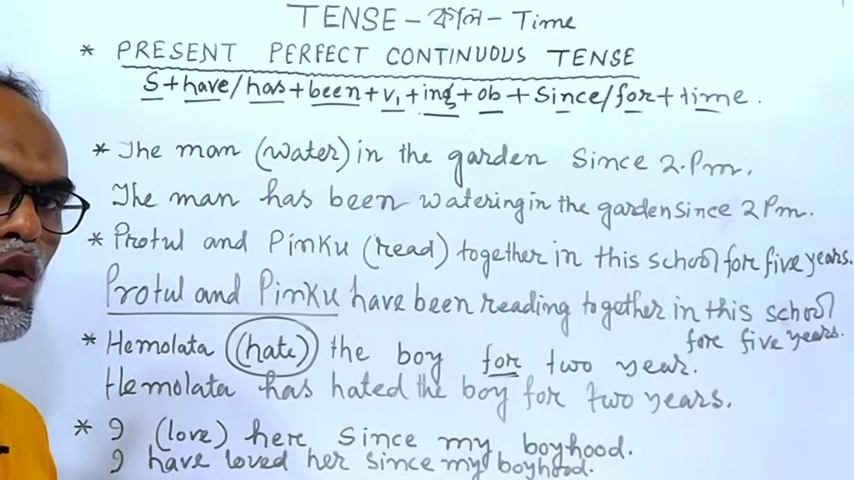 TENSE - কাল - Time
* PRESENT PERFECT CONTINUOUS TENSE
S+have/has+been+v₁+ing+ob+Since/for+time.
* The man (water) in the garden Since 2.Pm.
The man has been watering in the garden since 2 Pm.
* Protul and Pinku (read) together in this school for five years.
Protul and Pinku have been reading together in this school
for five years.
* Hemolata (hate) the boy for two year.
Hemolata has hated the boy for two years.
* I (love) here since my boyhood.
I have loved her since my boyhood.